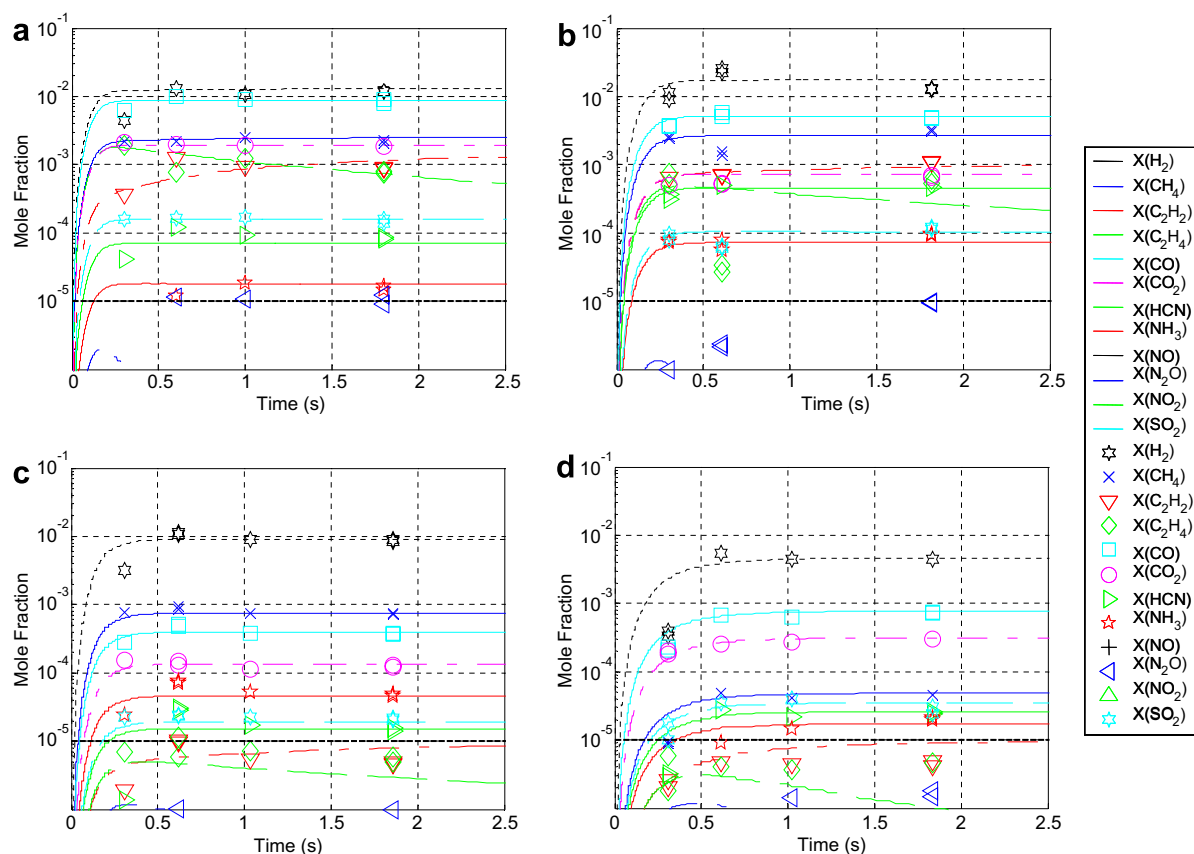 a
10⁻¹
10⁻²
10⁻³
10⁻⁴
10⁻⁵
Mole Fraction
0 0.5 1 1.5 2 2.5
Time (s)
b
10⁻¹
10⁻²
10⁻³
10⁻⁴
10⁻⁵
Mole Fraction
0 0.5 1 1.5 2 2.5
Time (s)
c
10⁻¹
10⁻²
10⁻³
10⁻⁴
10⁻⁵
Mole Fraction
0 0.5 1 1.5 2 2.5
Time (s)
d
10⁻¹
10⁻²
10⁻³
10⁻⁴
10⁻⁵
Mole Fraction
0 0.5 1 1.5 2 2.5
Time (s)
X(H₂)
X(CH₄)
X(C₂H₂)
X(C₂H₄)
X(CO)
X(CO₂)
X(HCN)
X(NH₃)
X(NO)
X(N₂O)
X(NO₂)
X(SO₂)
X(H₂)
X(CH₄)
X(C₂H₂)
X(C₂H₄)
X(CO)
X(CO₂)
X(HCN)
X(NH₃)
X(NO)
X(N₂O)
X(NO₂)
X(SO₂)